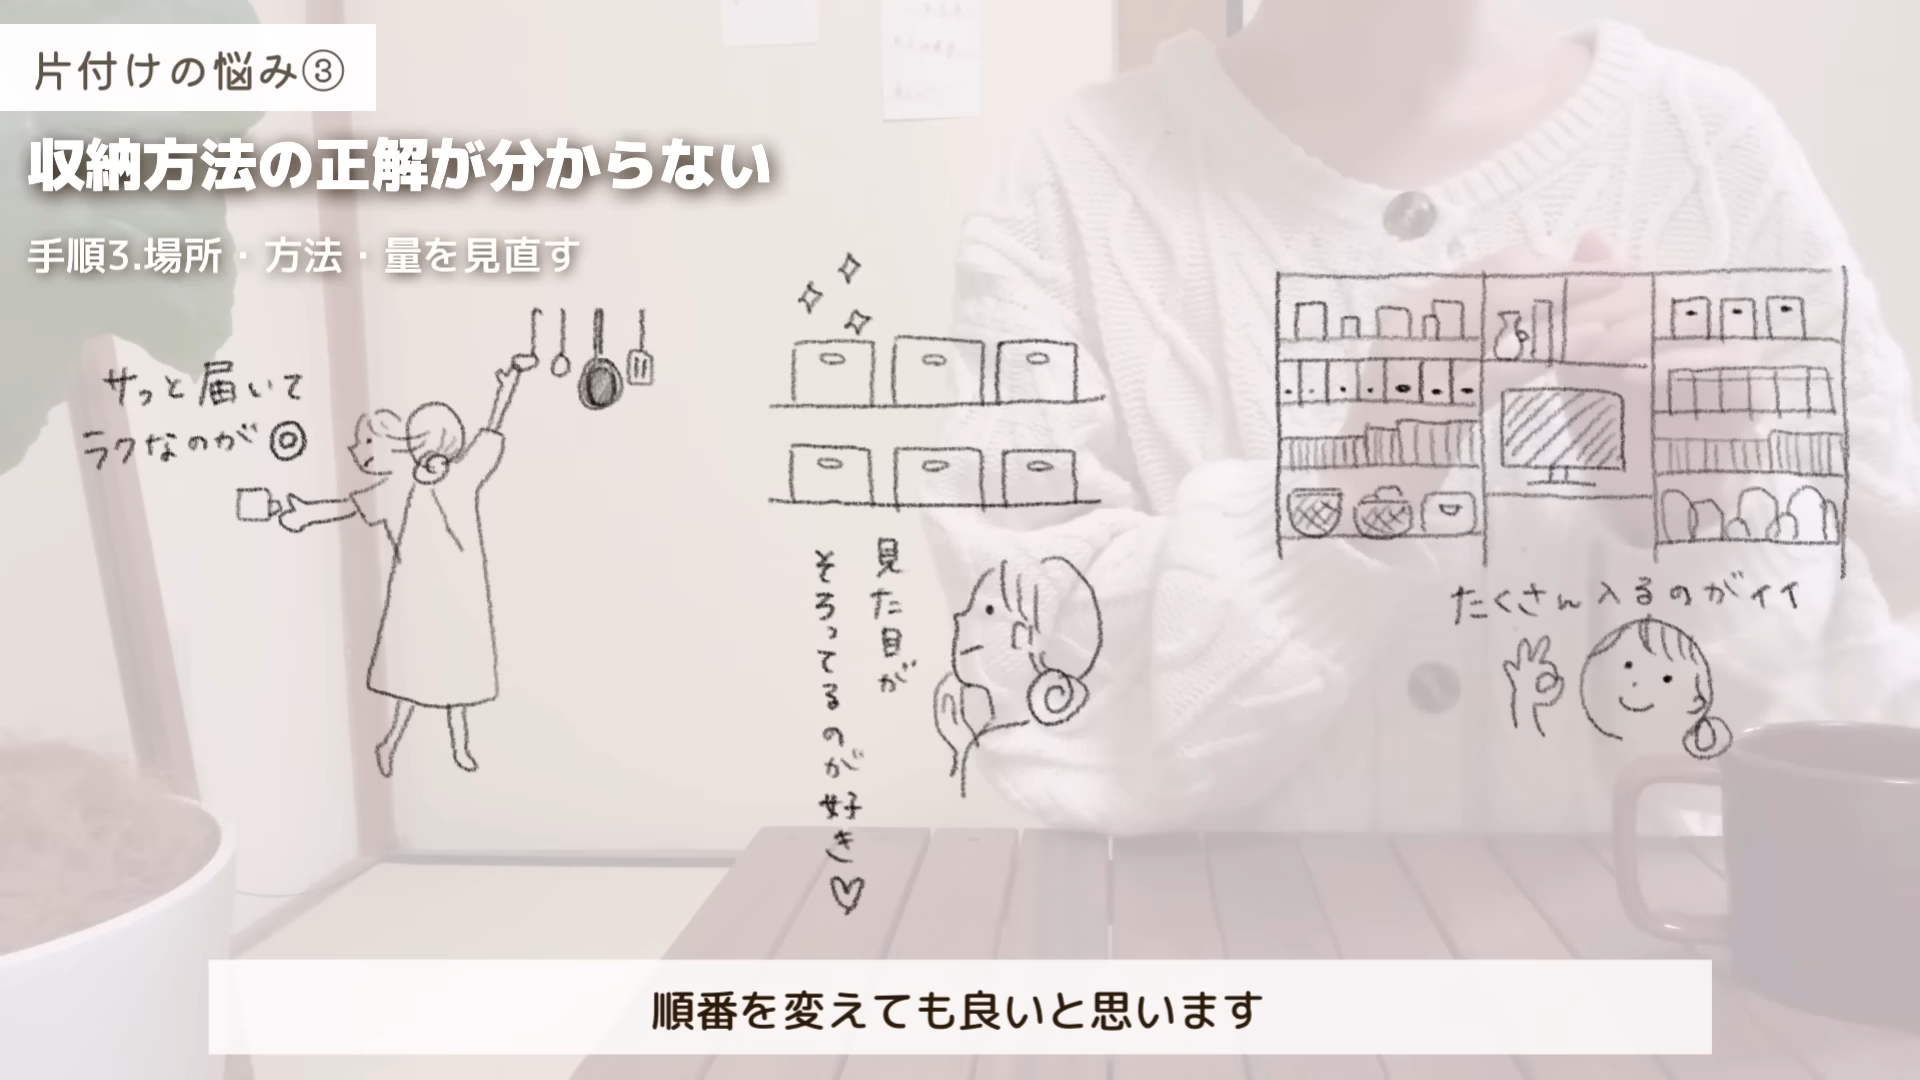 片付けの悩み③
収納方法の正解が分からない
手順3.場所・方法・量を見直す
サッと届いて
ラクなのが◎
見た目が
そろってるのが好き♡
たくさん入るのがイイ
順番を変えても良いと思います